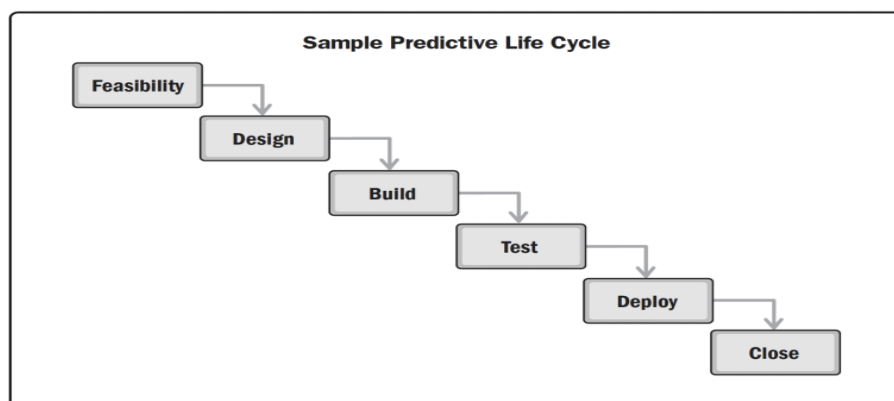 Sample Predictive Life Cycle
Feasibility
Design
Build
Test
Deploy
Close